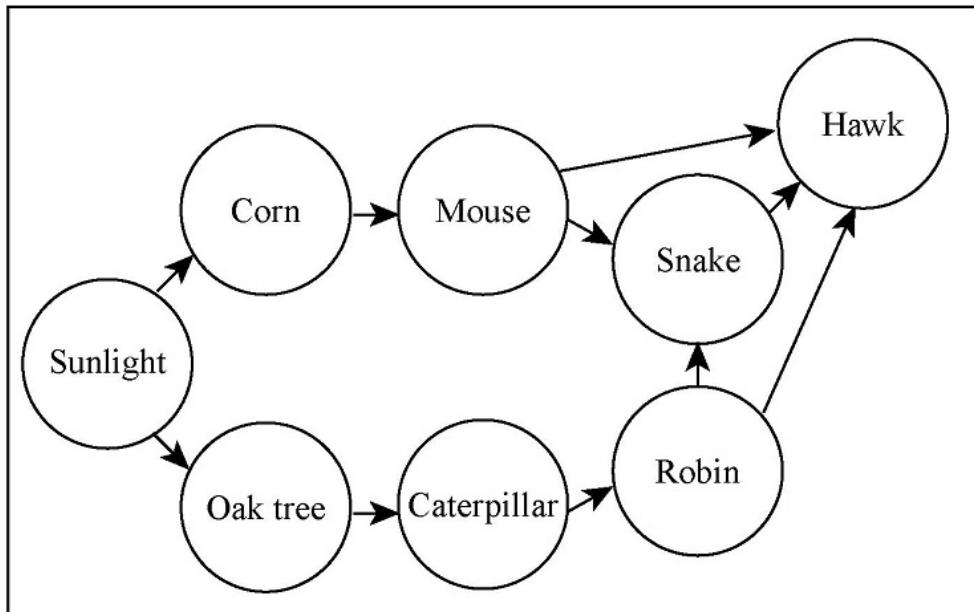 Hawk
Corn
Mouse
Snake
Sunlight
Oak tree
Caterpillar
Robin